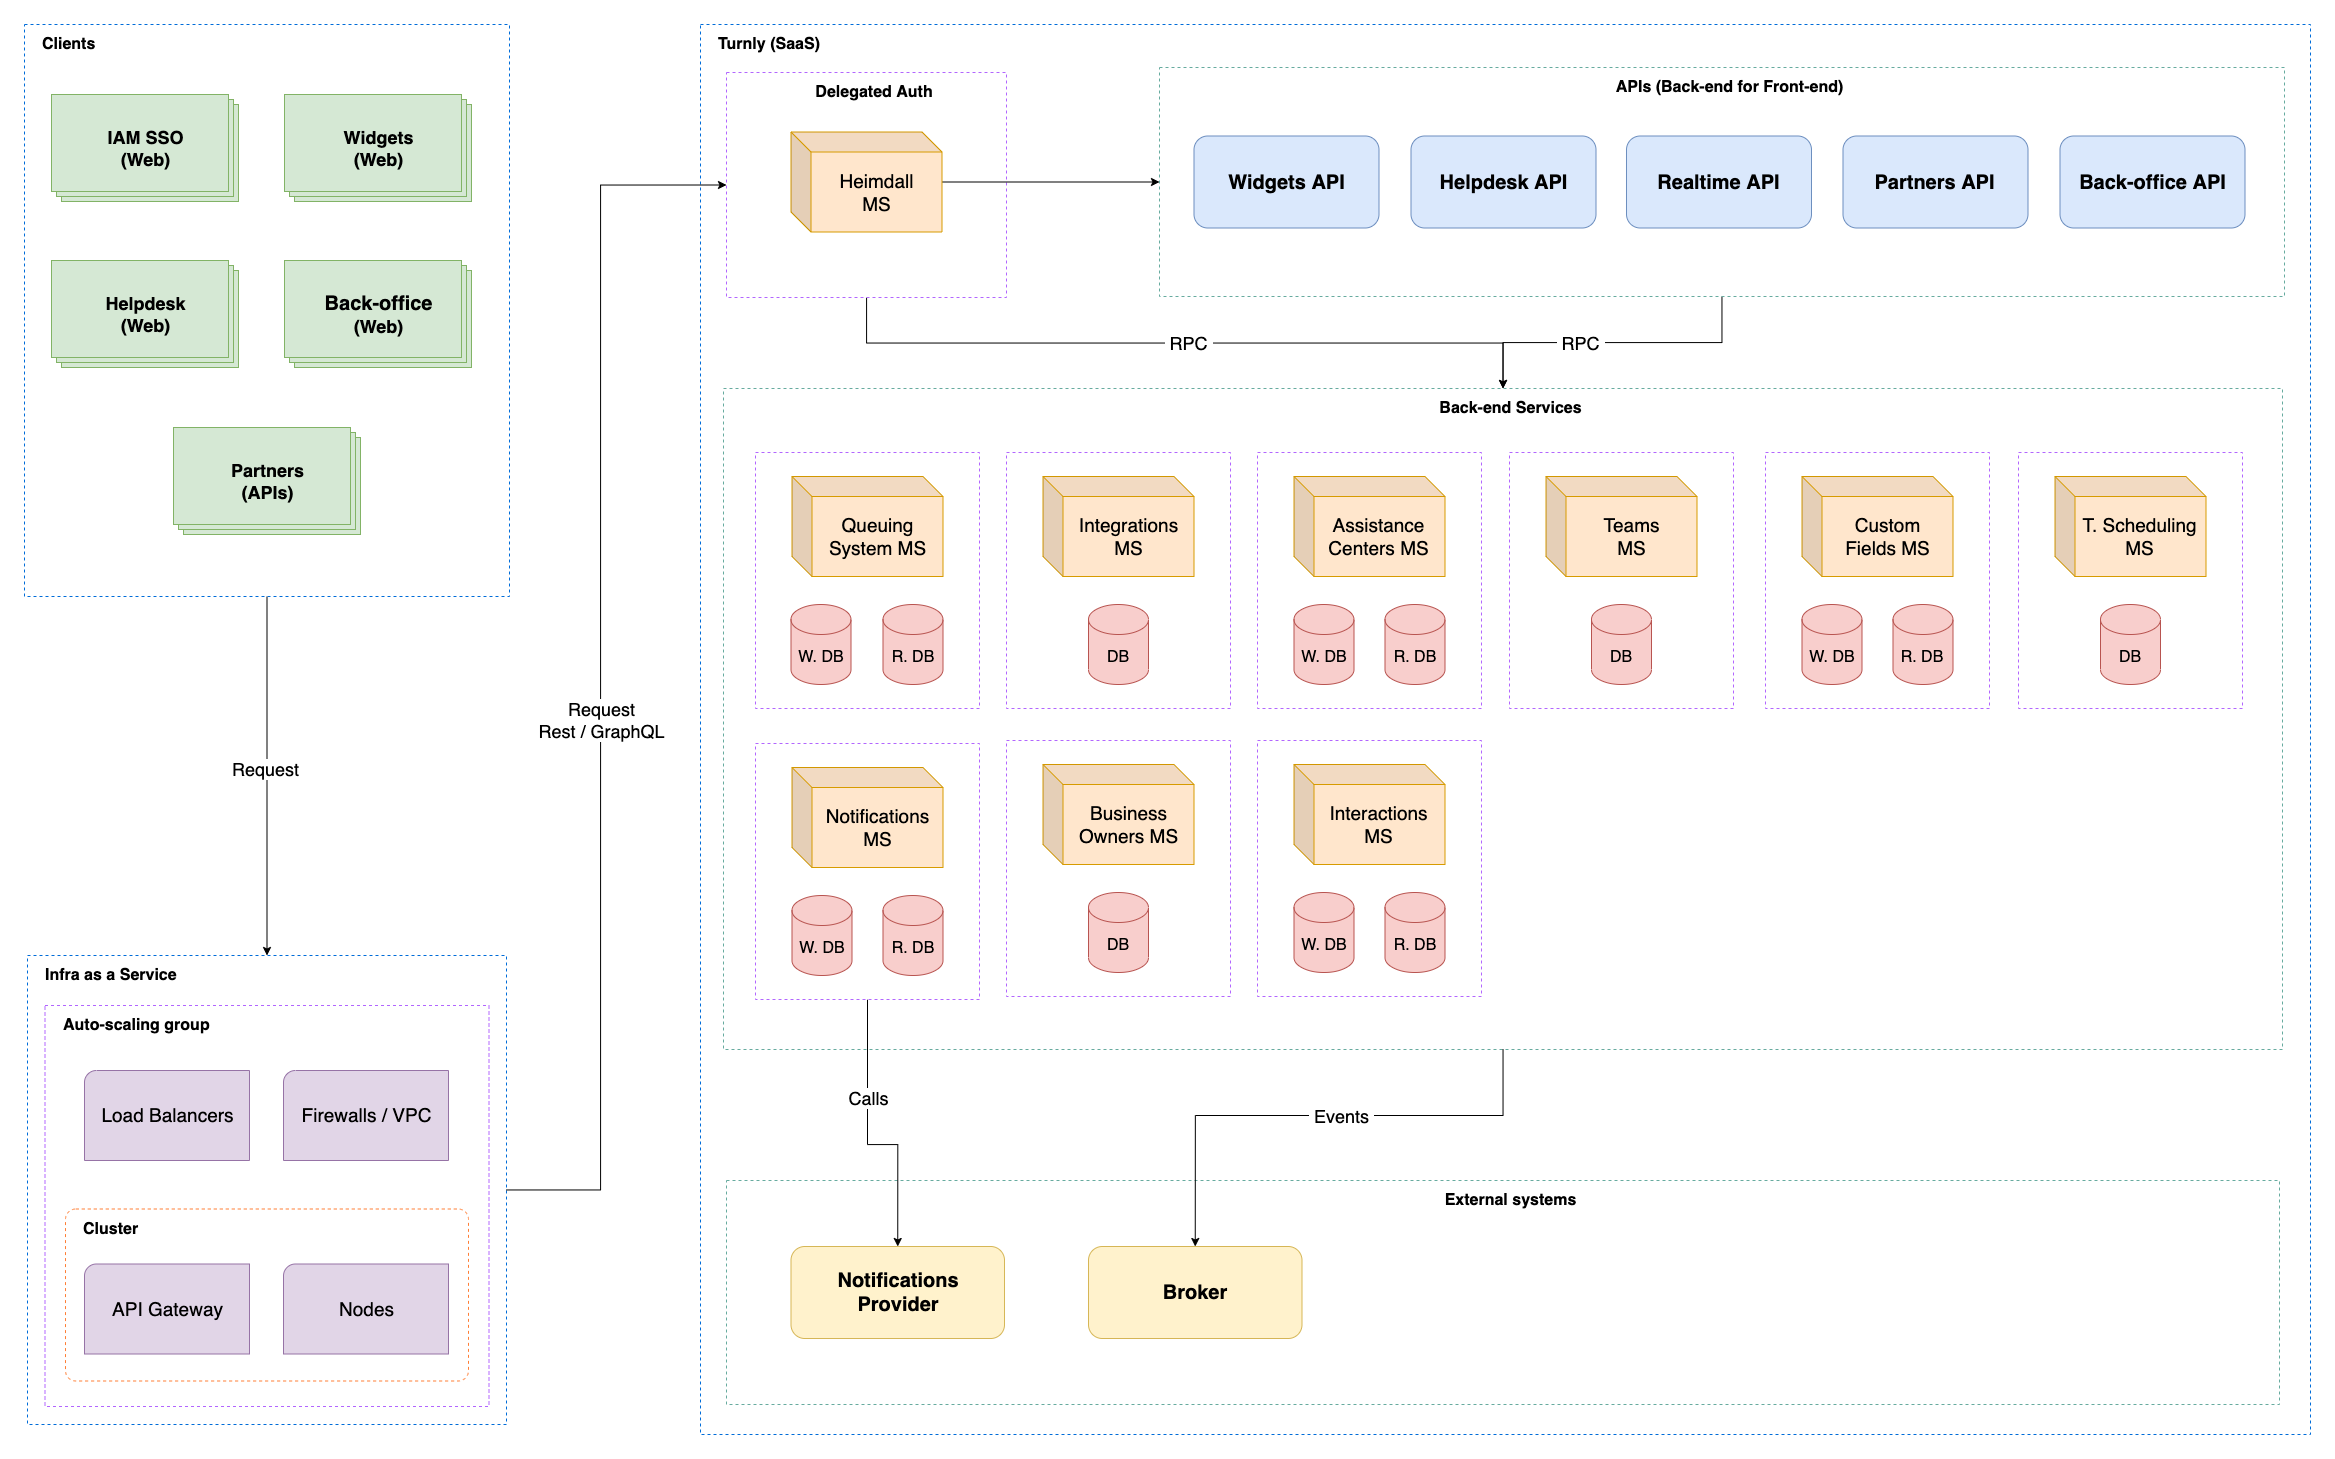 Clients
IAM SSO
(Web)
Widgets
(Web)
Helpdesk
(Web)
Back-office
(Web)
Partners
(APIs)
Request
Infra as a Service
Auto-scaling group
Load Balancers
Firewalls / VPC
Cluster
API Gateway
Nodes
Request
Rest / GraphQL
Turnly (SaaS)
Delegated Auth
Heimdall
MS
APIs (Back-end for Front-end)
Widgets API
Helpdesk API
Realtime API
Partners API
Back-office API
RPC
RPC
Back-end Services
Queuing
System MS
W. DB
R. DB
Integrations
MS
DB
Assistance
Centers MS
W. DB
R. DB
Teams
MS
DB
Custom
Fields MS
W. DB
R. DB
T. Scheduling
MS
DB
Notifications
MS
W. DB
R. DB
Business
Owners MS
DB
Interactions
MS
W. DB
R. DB
Calls
Events
External systems
Notifications
Provider
Broker